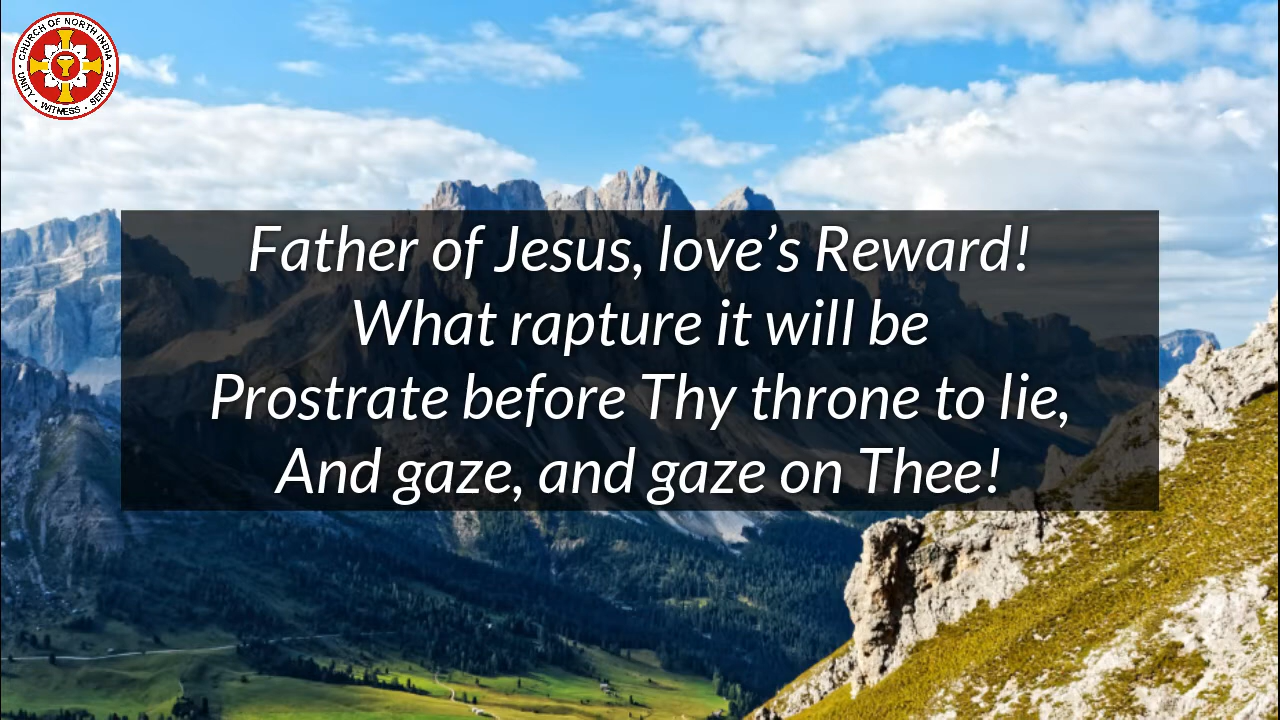 CHURCH OF NORTH INDIA
UNITY • WITNESS • SERVICE
Father of Jesus, love’s Reward!
What rapture it will be
Prostrate before Thy throne to lie,
And gaze, and gaze on Thee!